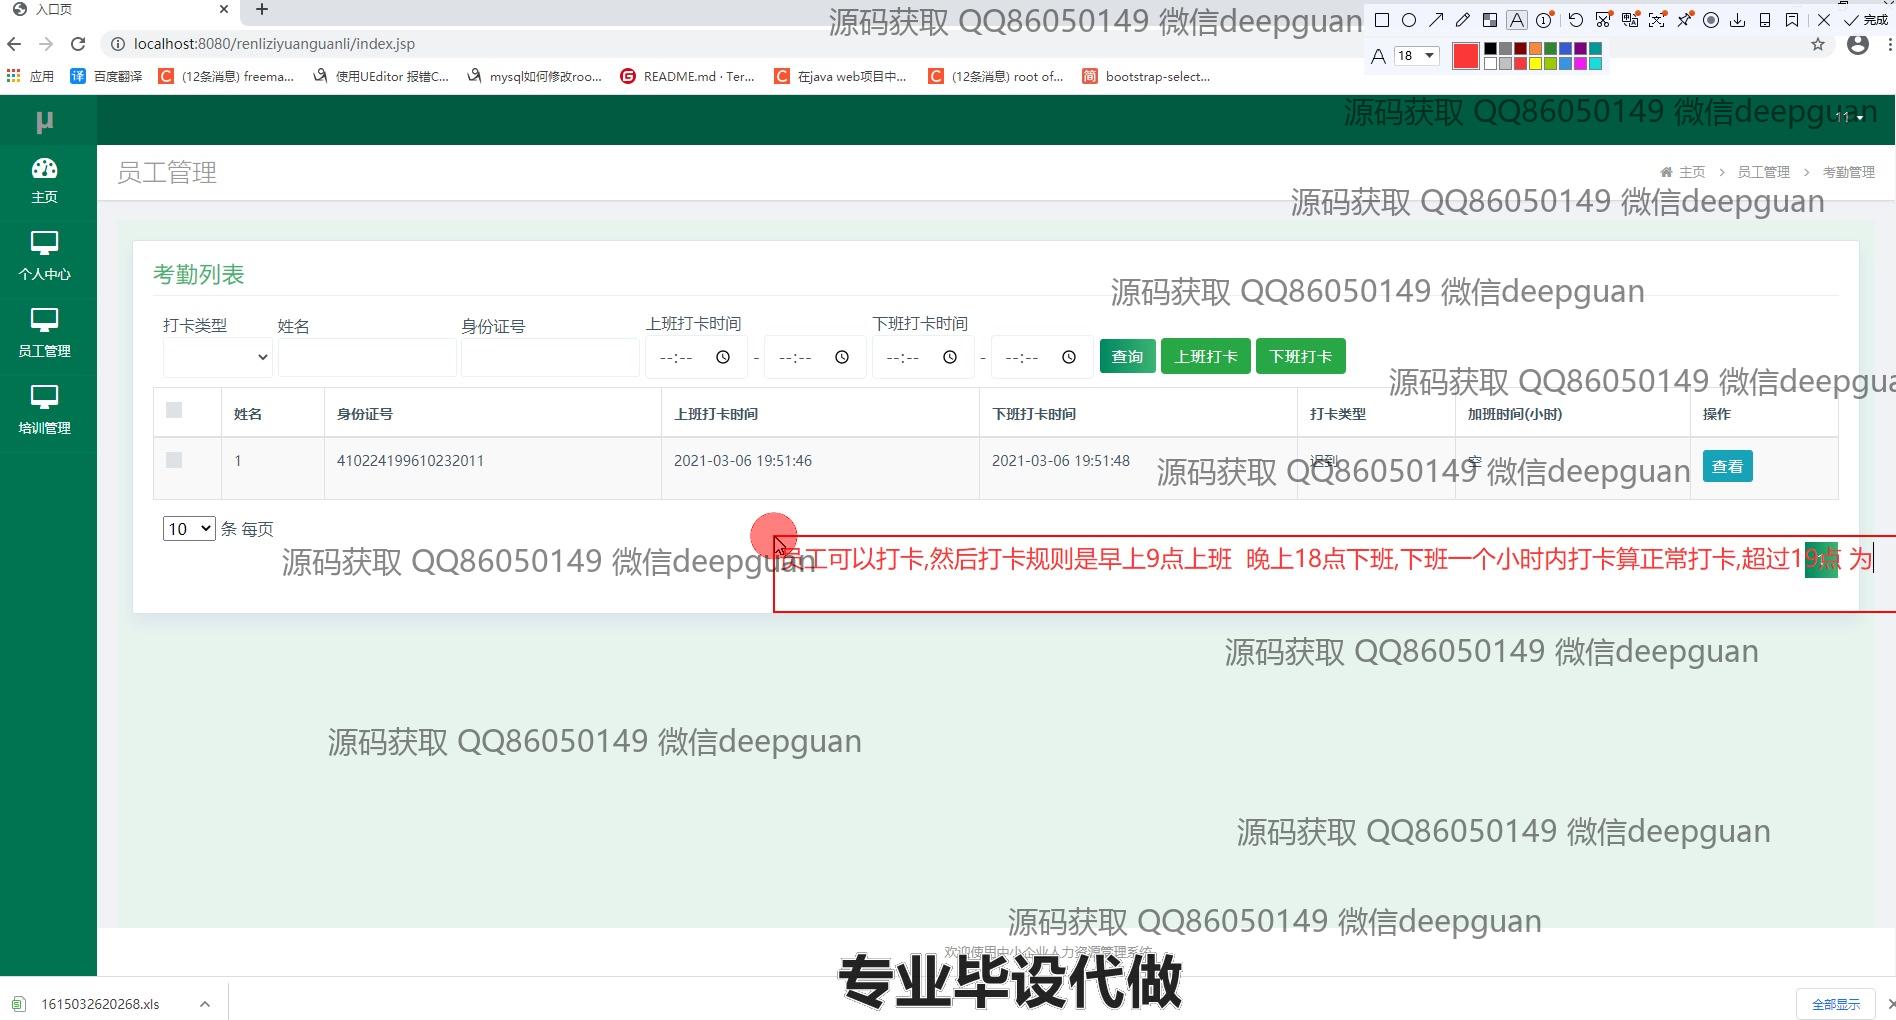 入口页
源码获取 QQ86050149 微信deepguan
完成
localhost:8080/renliziyuanguanli/index.jsp
A 18
应用 百度翻译 (12条消息) freema... 使用UEditor 报错C... mysql如何修改roo... README.md · Ter... 在java web项目中... (12条消息) root of... bootstrap-select...
μ
源码获取 QQ86050149 微信deepguan
11
主页
员工管理
主页 > 员工管理 > 考勤管理
源码获取 QQ86050149 微信deepguan
个人中心
考勤列表
源码获取 QQ86050149 微信deepguan
打卡类型 姓名 身份证号 上班打卡时间 下班打卡时间
--:-- - --:-- --:-- - --:-- 查询 上班打卡 下班打卡
员工管理
源码获取 QQ86050149 微信deepgua
姓名 身份证号 上班打卡时间 下班打卡时间 打卡类型 加班时间(小时) 操作
培训管理
1 410224199610232011 2021-03-06 19:51:46 2021-03-06 19:51:48 迟到 空 查看
源码获取 QQ86050149 微信deepguan
10 条 每页
源码获取 QQ86050149 微信deepguan
员工可以打卡,然后打卡规则是早上9点上班 晚上18点下班,下班一个小时内打卡算正常打卡,超过19点 为
源码获取 QQ86050149 微信deepguan
源码获取 QQ86050149 微信deepguan
源码获取 QQ86050149 微信deepguan
源码获取 QQ86050149 微信deepguan
欢迎使用中小企业人力资源管理系统
专业毕设代做
1615032620268.xls
全部显示